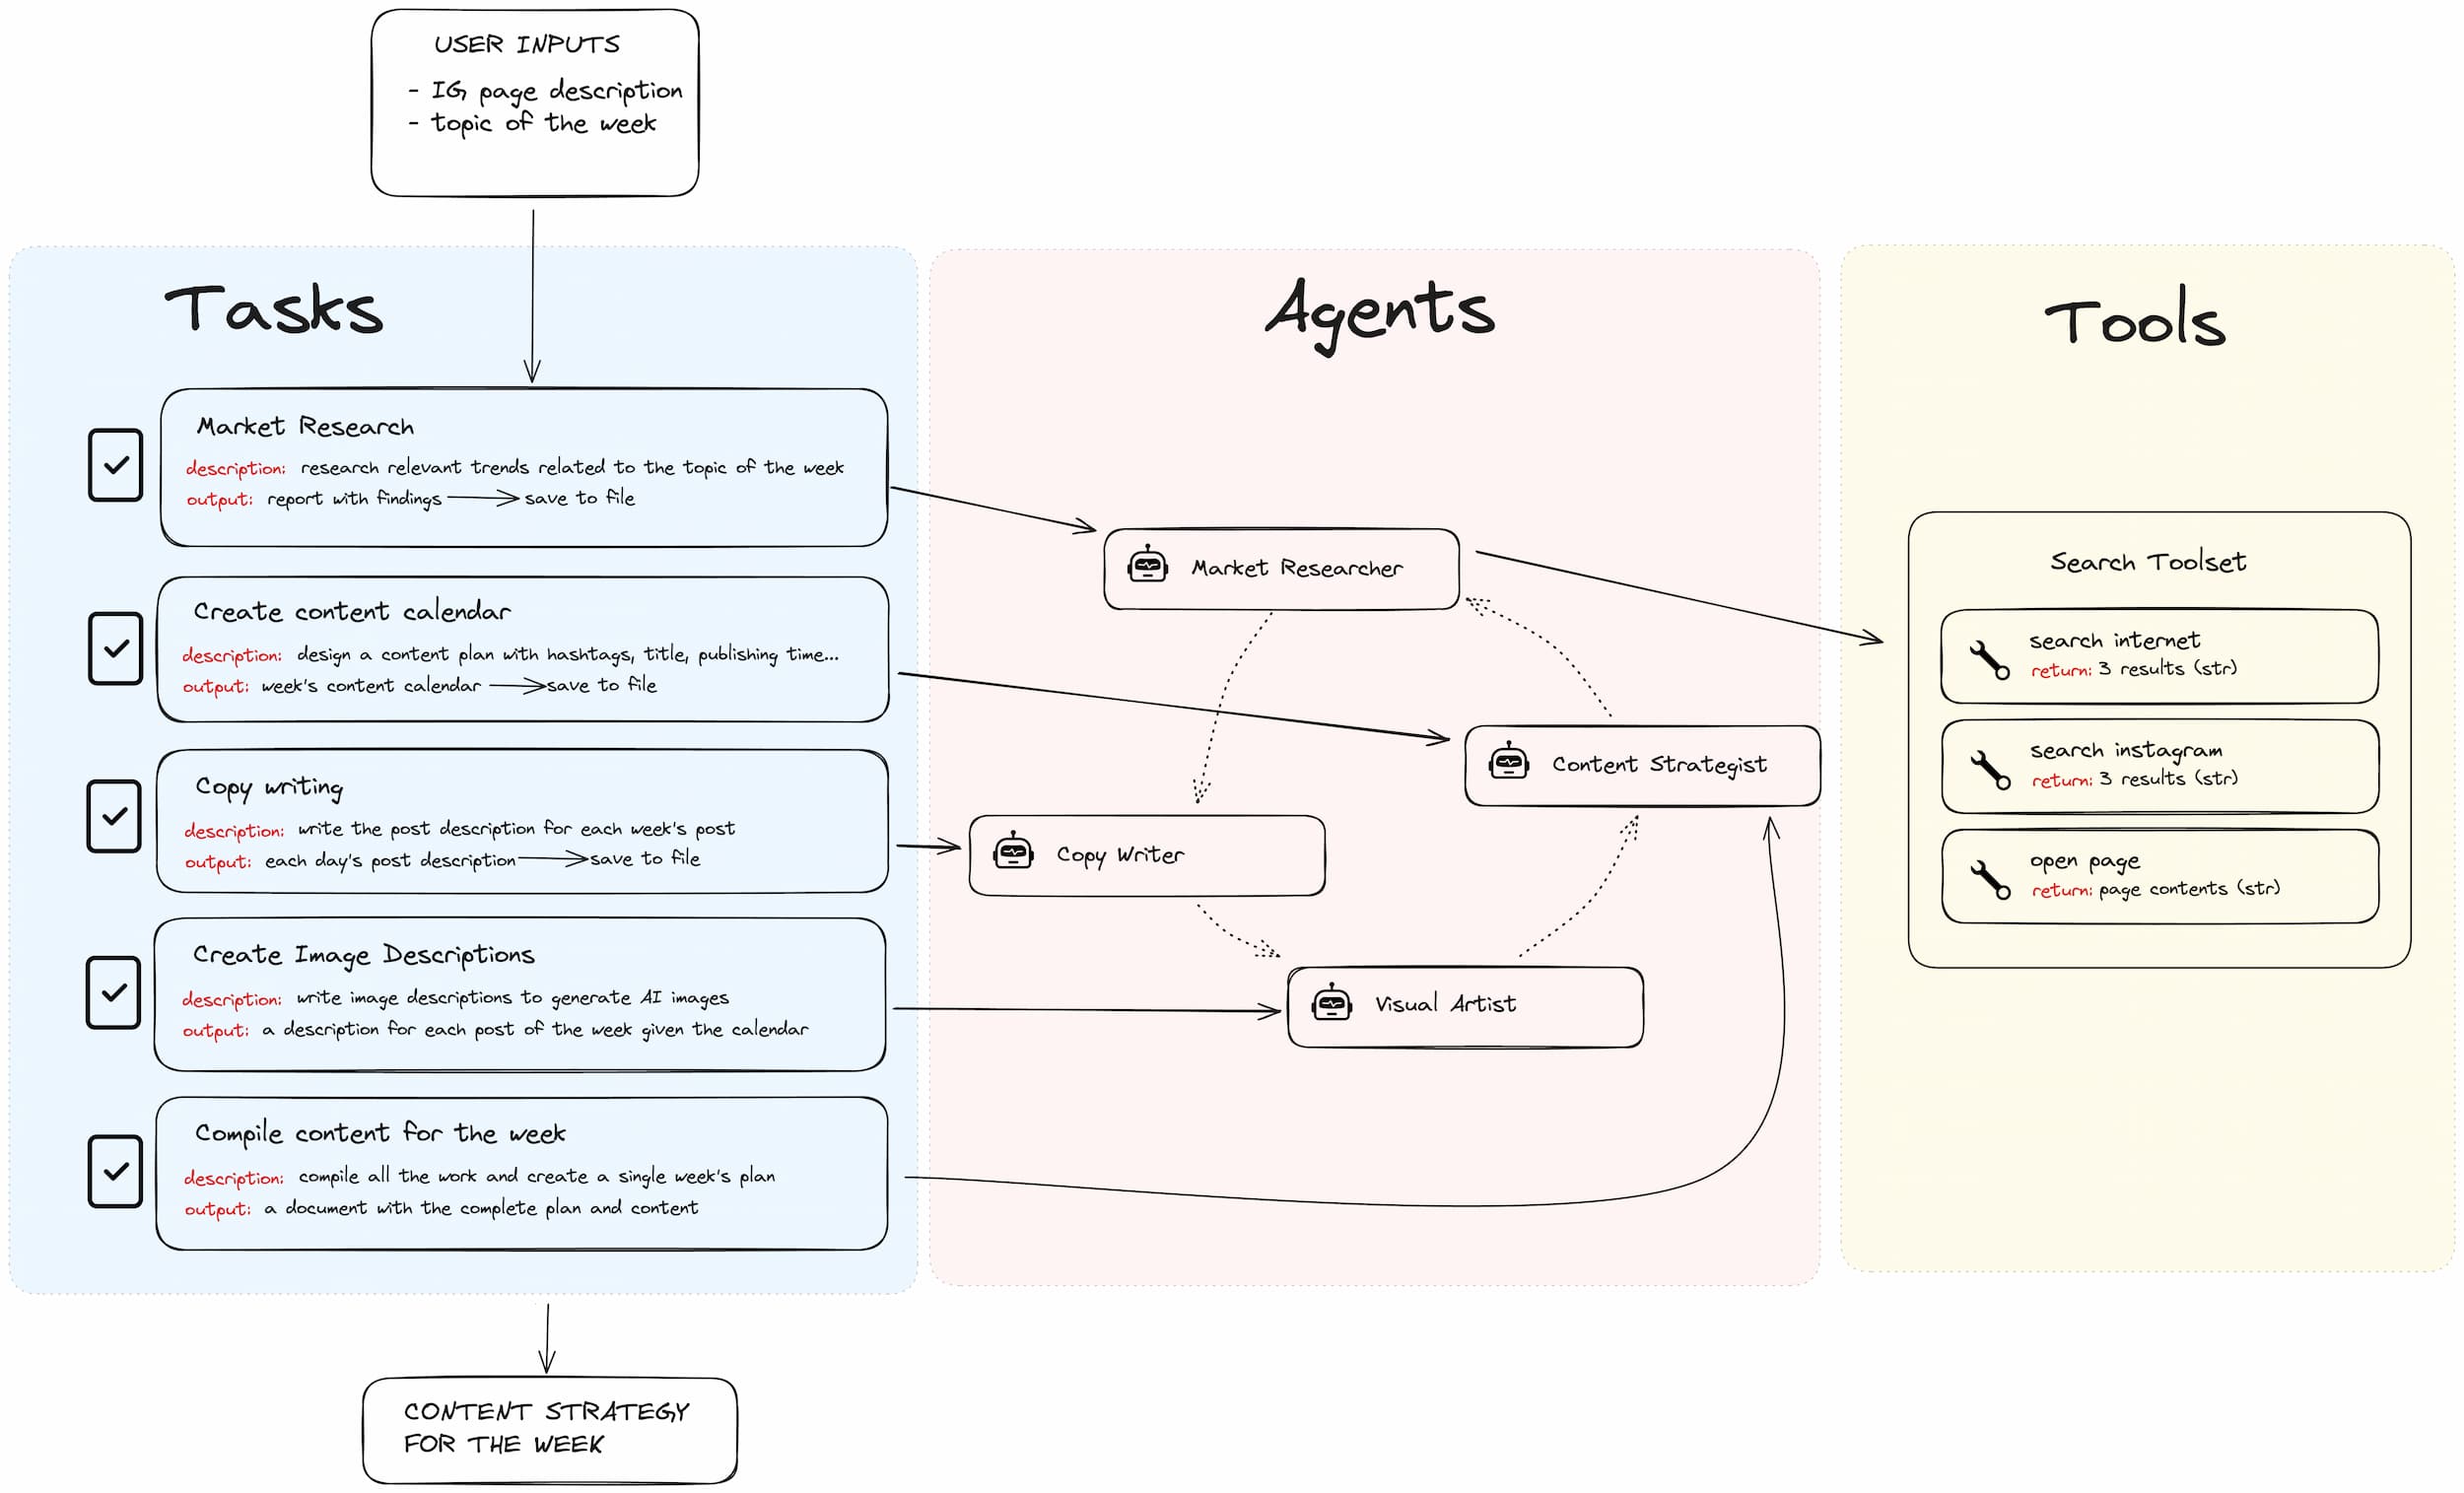 USER INPUTS
- IG page description
- topic of the week
Tasks
Market Research
description: research relevant trends related to the topic of the week
output: report with findings save to file
Create content calendar
description: design a content plan with hashtags, title, publishing time...
output: week's content calendar save to file
Copy writing
description: write the post description for each week's post
output: each day's post description save to file
Create Image Descriptions
description: write image descriptions to generate AI images
output: a description for each post of the week given the calendar
Compile content for the week
description: compile all the work and create a single week's plan
output: a document with the complete plan and content
Agents
Market Researcher
Content Strategist
Copy Writer
Visual Artist
Tools
Search Toolset
search internet
return: 3 results (str)
search instagram
return: 3 results (str)
open page
return: page contents (str)
CONTENT STRATEGY
FOR THE WEEK